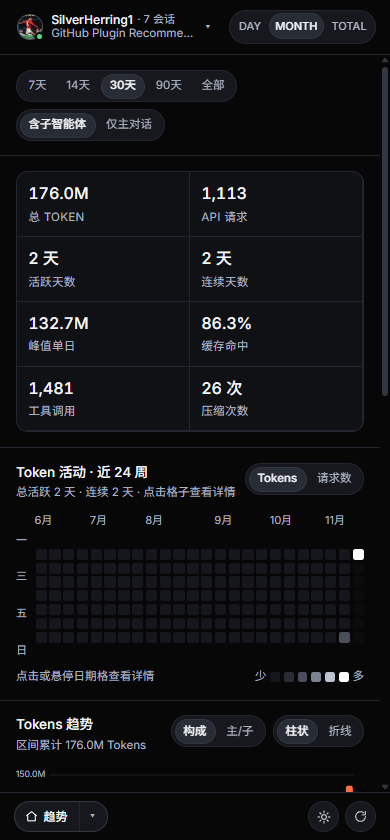 SilverHerring1 · 7 会话
GitHub Plugin Recomme...
DAY MONTH TOTAL
7天 14天 30天 90天 全部
含子智能体 仅主对话
176.0M 1,113
总 TOKEN API 请求
2 天 2 天
活跃天数 连续天数
132.7M 86.3%
峰值单日 缓存命中
1,481 26 次
工具调用 压缩次数
Token 活动 · 近 24 周
总活跃 2 天 · 连续 2 天 · 点击格子查看详情
Tokens 请求数
6月 7月 8月 9月 10月 11月
一
三
五
日
点击或悬停日期格查看详情
少 多
Tokens 趋势
区间累计 176.0M Tokens
构成 主/子 柱状 折线
150.0M
趋势